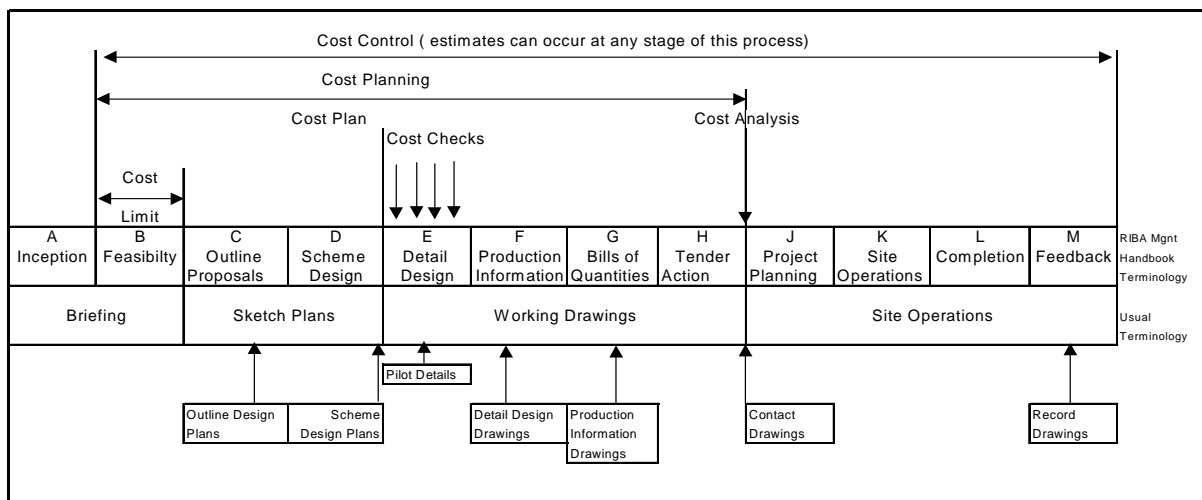 Cost Control ( estimates can occur at any stage of this process)
Cost Planning
Cost Plan
Cost Analysis
Cost Checks
Cost
Limit
A
Inception
B
Feasibilty
C
Outline
Proposals
D
Scheme
Design
E
Detail
Design
F
Production
Information
G
Bills of
Quantities
H
Tender
Action
J
Project
Planning
K
Site
Operations
L
Completion
M
Feedback
RIBA Mgnt
Handbook
Terminology
Briefing
Sketch Plans
Working Drawings
Site Operations
Usual
Terminology
Pilot Details
Outline Design
Plans
Scheme
Design Plans
Detail Design
Drawings
Production
Information
Drawings
Contact
Drawings
Record
Drawings